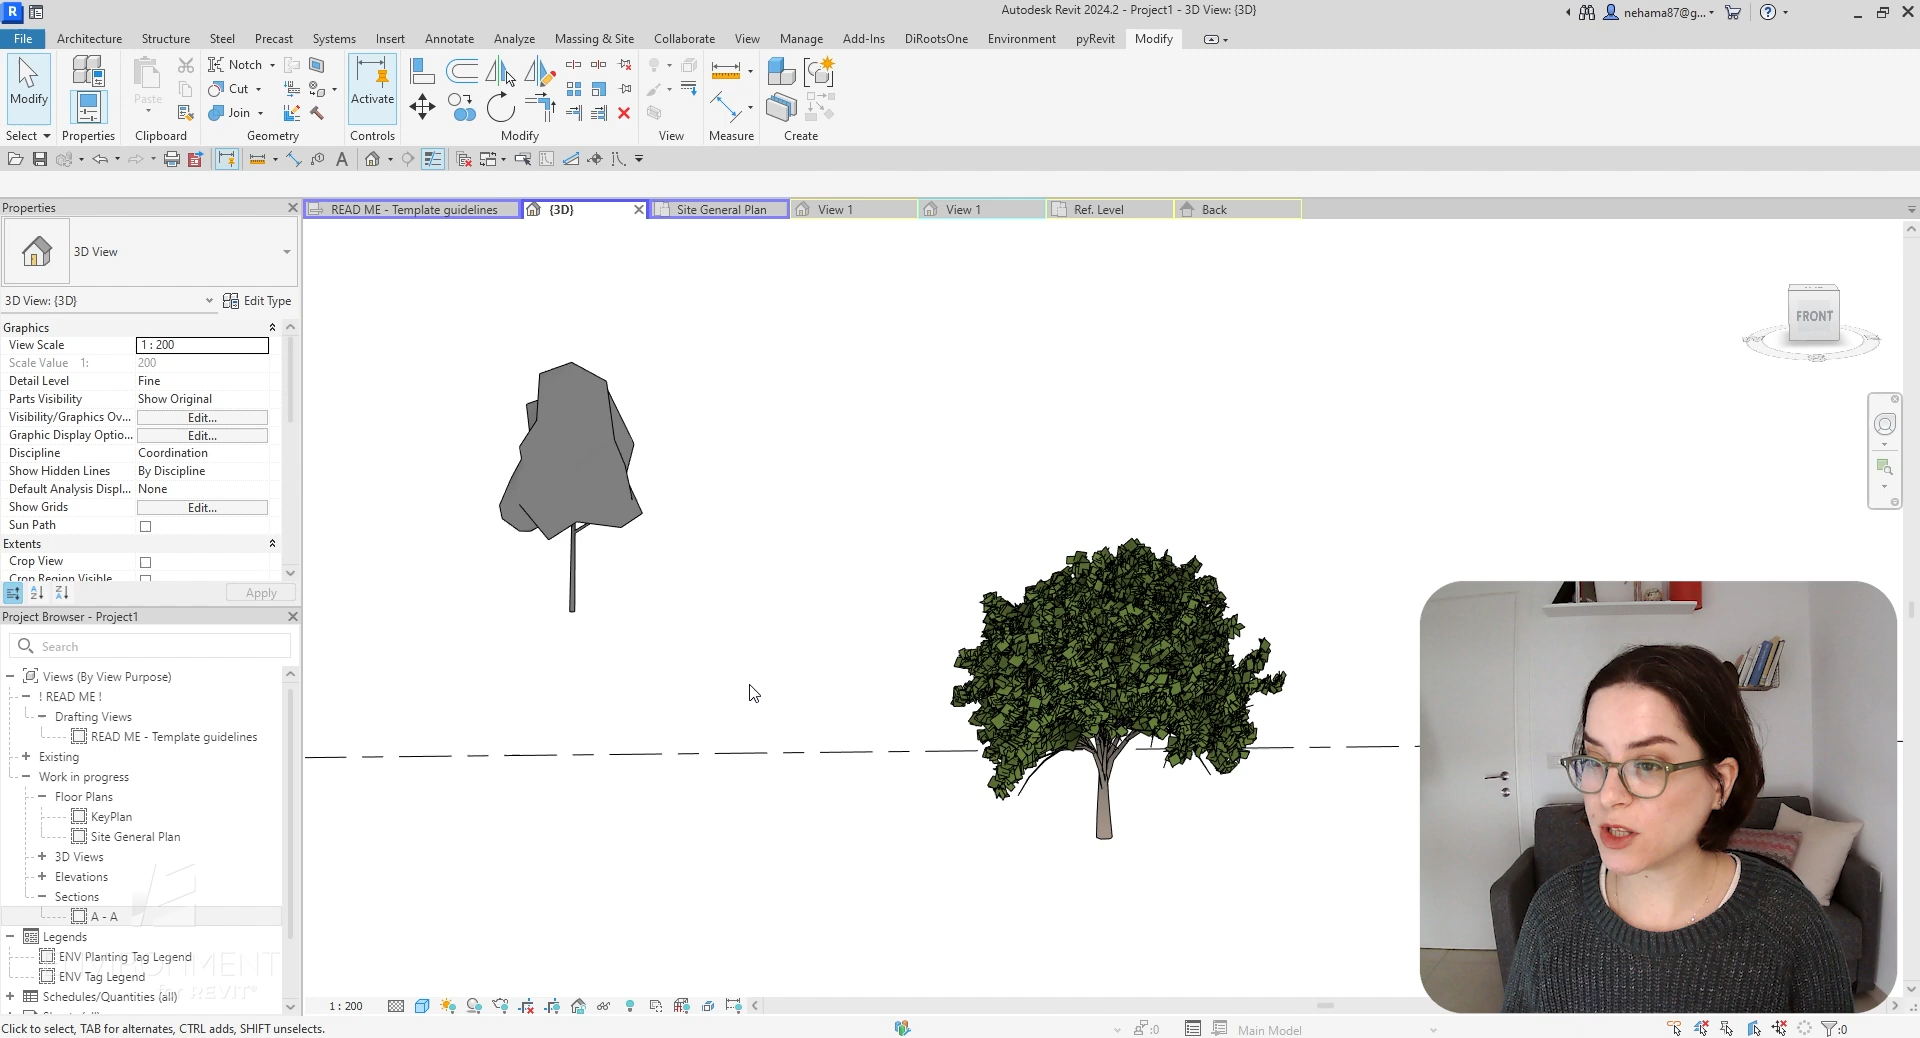 Autodesk Revit 2024.2 - Project1 - 3D View: {3D}
nehama87@g...
File Architecture Structure Steel Precast Systems Insert Annotate Analyze Massing & Site Collaborate View Manage Add-Ins DiRootsOne Environment pyRevit Modify
Modify
Paste
Notch
Cut
Join
Activate
Select Properties Clipboard Geometry Controls Modify View Measure Create
Properties
READ ME - Template guidelines {3D} Site General Plan View 1 View 1 Ref. Level Back
3D View
3D View: {3D} Edit Type
Graphics
View Scale 1 : 200
Scale Value 1: 200
Detail Level Fine
Parts Visibility Show Original
Visibility/Graphics Ov... Edit...
Graphic Display Optio... Edit...
Discipline Coordination
Show Hidden Lines By Discipline
Default Analysis Displ... None
Show Grids Edit...
Sun Path
Extents
Crop View
Crop Region Visible
Apply
FRONT
Project Browser - Project1
Search
Views (By View Purpose)
! READ ME !
Drafting Views
READ ME - Template guidelines
Existing
Work in progress
Floor Plans
KeyPlan
Site General Plan
3D Views
Elevations
Sections
A - A
Legends
ENV Planting Tag Legend
ENV Tag Legend
Schedules/Quantities (all)
for REVIT®
1 : 200
Click to select, TAB for alternates, CTRL adds, SHIFT unselects.
:0
Main Model
:0